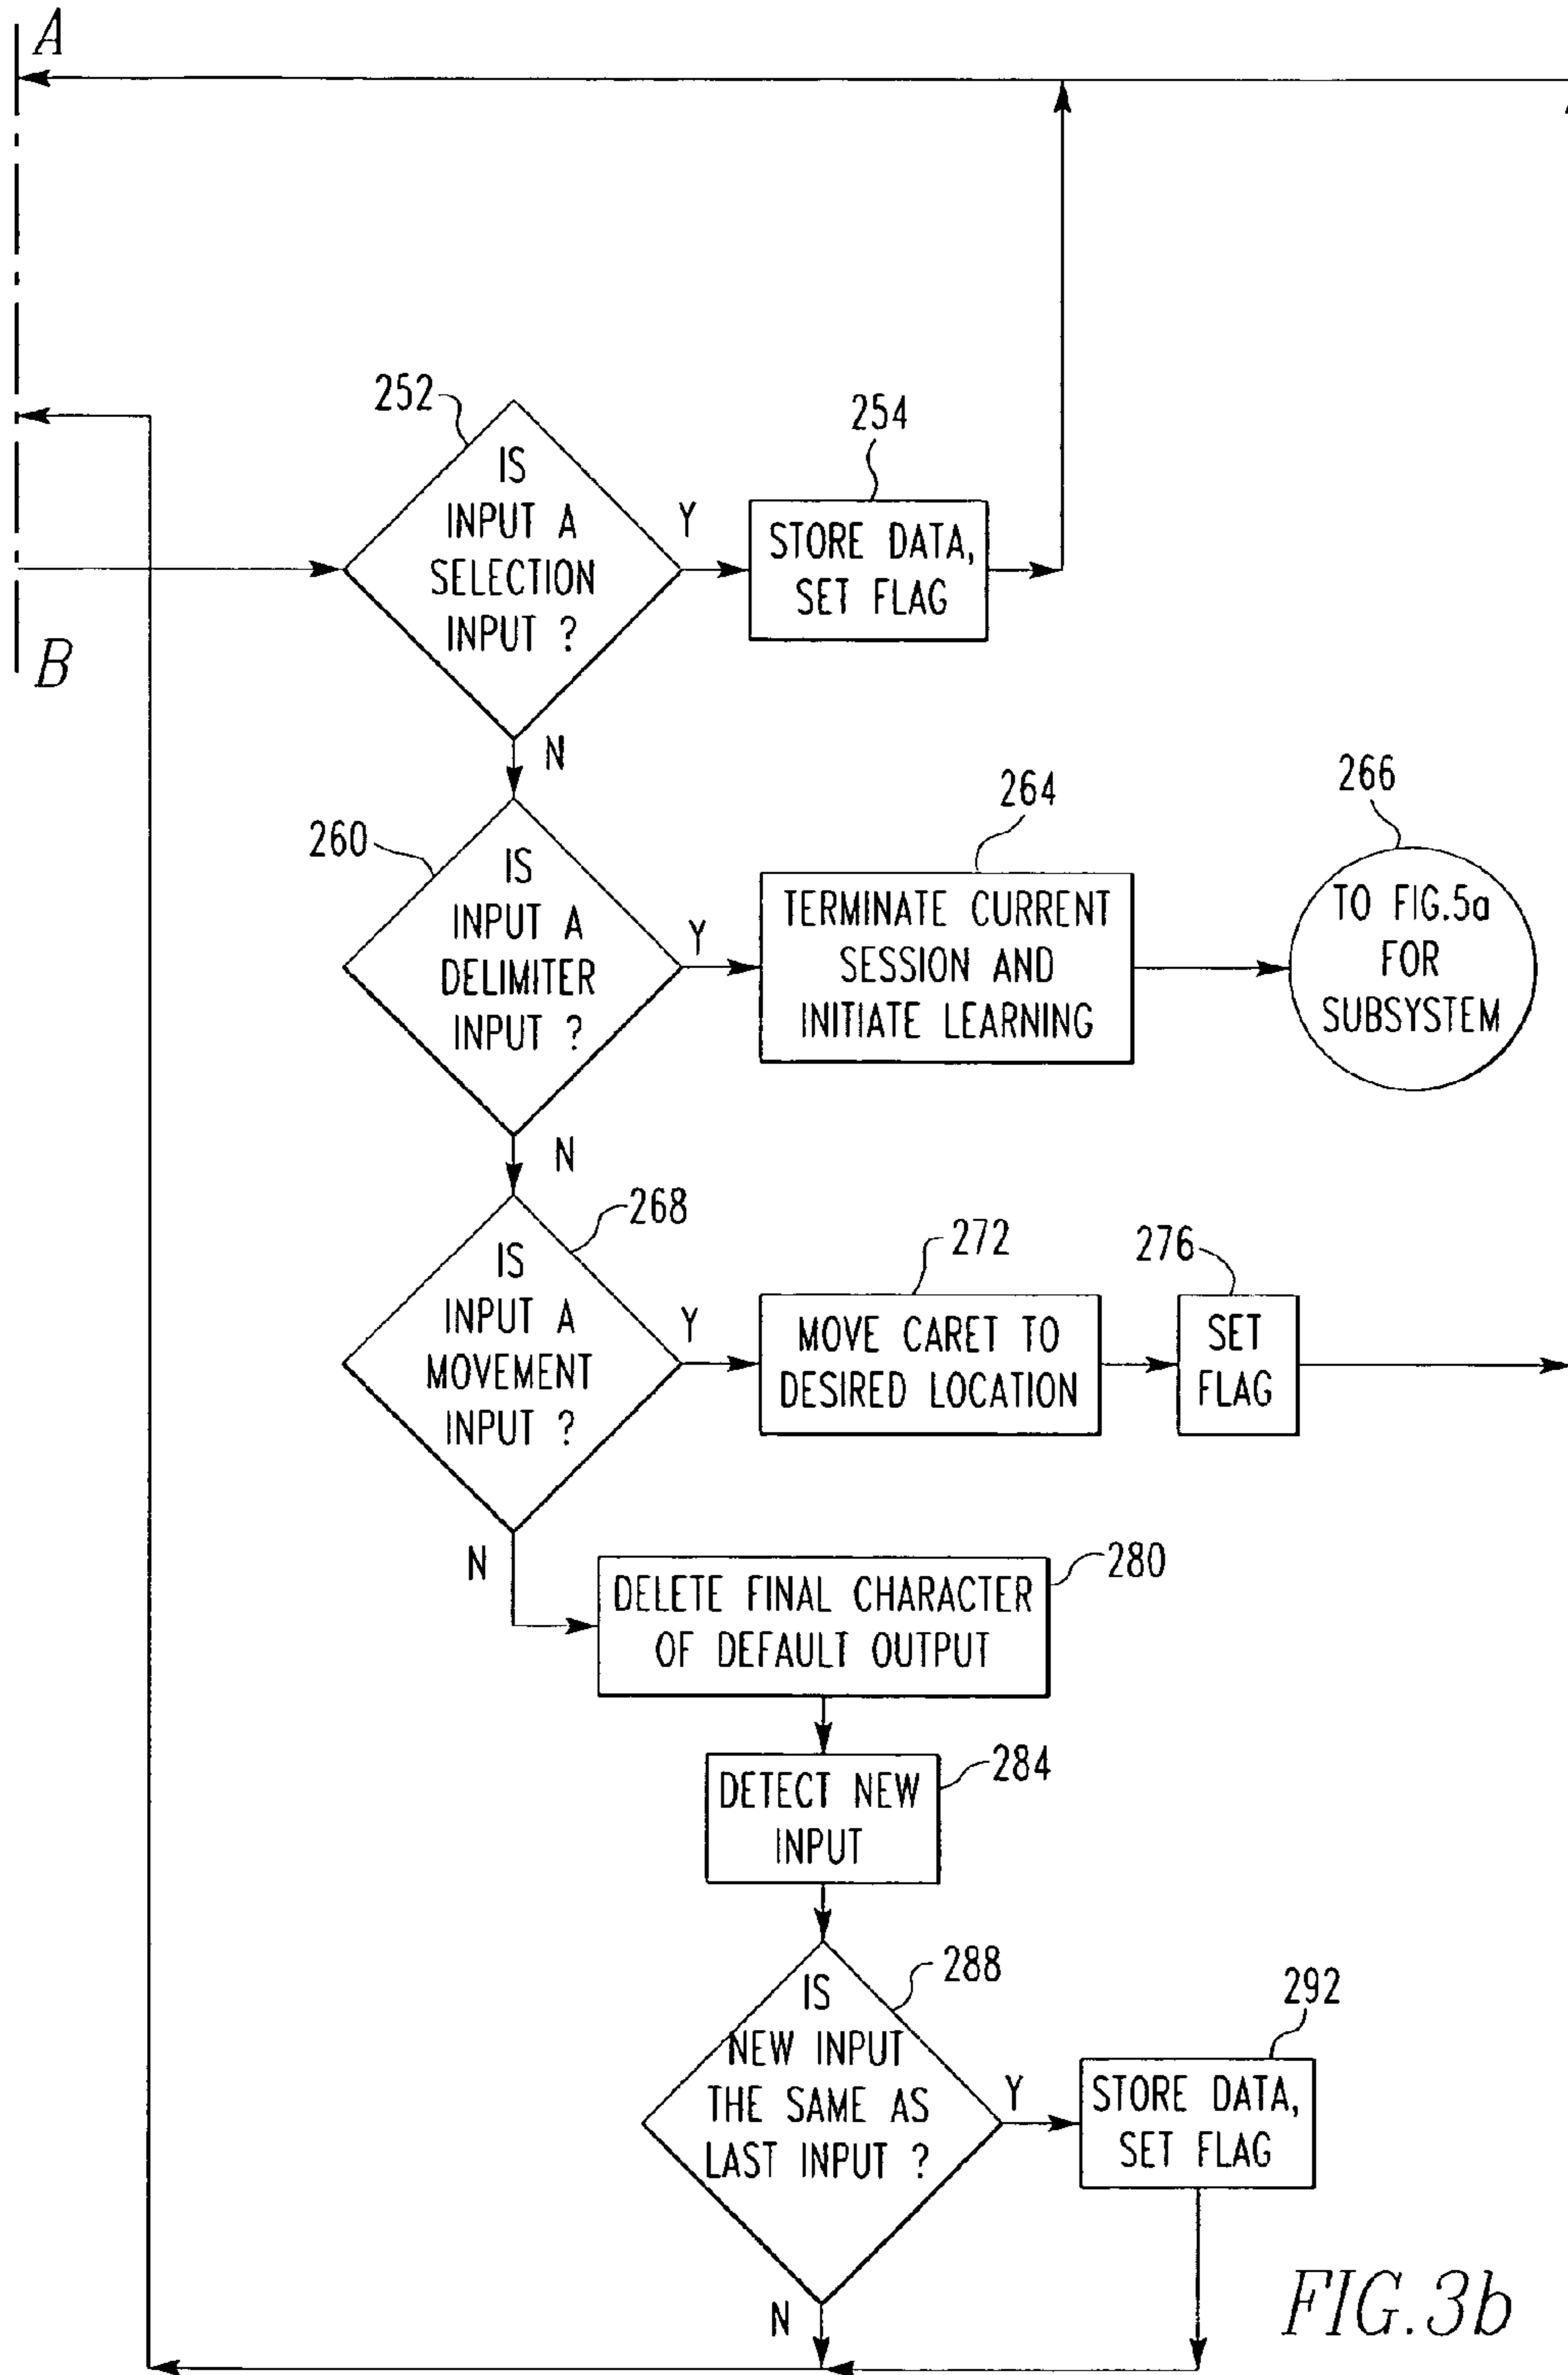 A
252
IS
INPUT A
SELECTION
INPUT ?
Y
254
STORE DATA,
SET FLAG
B
N
260
IS
INPUT A
DELIMITER
INPUT ?
Y
264
TERMINATE CURRENT
SESSION AND
INITIATE LEARNING
266
TO FIG.5a
FOR
SUBSYSTEM
N
268
IS
INPUT A
MOVEMENT
INPUT ?
Y
272
MOVE CARET TO
DESIRED LOCATION
276
SET
FLAG
N
280
DELETE FINAL CHARACTER
OF DEFAULT OUTPUT
284
DETECT NEW
INPUT
288
IS
NEW INPUT
THE SAME AS
LAST INPUT ?
Y
292
STORE DATA,
SET FLAG
N
FIG.3b